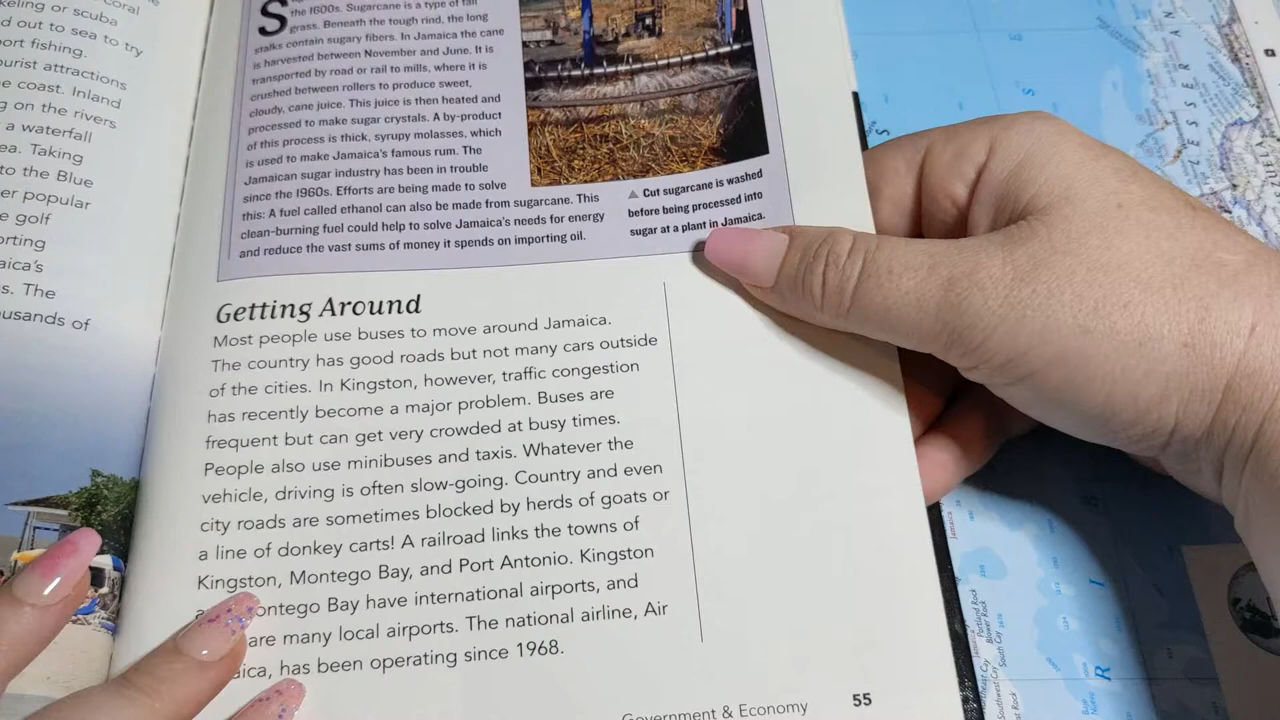 coral
keling or scuba
d out to sea to try
port fishing.
ourist attractions
e coast. Inland
g on the rivers
a waterfall
ea. Taking
to the Blue
er popular
e golf
orting
aica's
s. The
usands of
S
the 1600s. Sugarcane is a type of tall
grass. Beneath the tough rind, the long
stalks contain sugary fibers. In Jamaica the cane
is harvested between November and June. It is
transported by road or rail to mills, where it is
crushed between rollers to produce sweet,
cloudy, cane juice. This juice is then heated and
processed to make sugar crystals. A by-product
of this process is thick, syrupy molasses, which
is used to make Jamaica's famous rum. The
Jamaican sugar industry has been in trouble
since the 1960s. Efforts are being made to solve
this: A fuel called ethanol can also be made from sugarcane. This
clean-burning fuel could help to solve Jamaica's needs for energy
and reduce the vast sums of money it spends on importing oil.
▲ Cut sugarcane is washed
before being processed into
sugar at a plant in Jamaica.
Getting Around
Most people use buses to move around Jamaica.
The country has good roads but not many cars outside
of the cities. In Kingston, however, traffic congestion
has recently become a major problem. Buses are
frequent but can get very crowded at busy times.
People also use minibuses and taxis. Whatever the
vehicle, driving is often slow-going. Country and even
city roads are sometimes blocked by herds of goats or
a line of donkey carts! A railroad links the towns of
Kingston, Montego Bay, and Port Antonio. Kingston
ontego Bay have international airports, and
are many local airports. The national airline, Air
aica, has been operating since 1968.
Government & Economy 55
S
E
S
L E S S E R A N
Jamaica
Portland Rock
Blower Rock
South Cay
Southwest Cay
R I